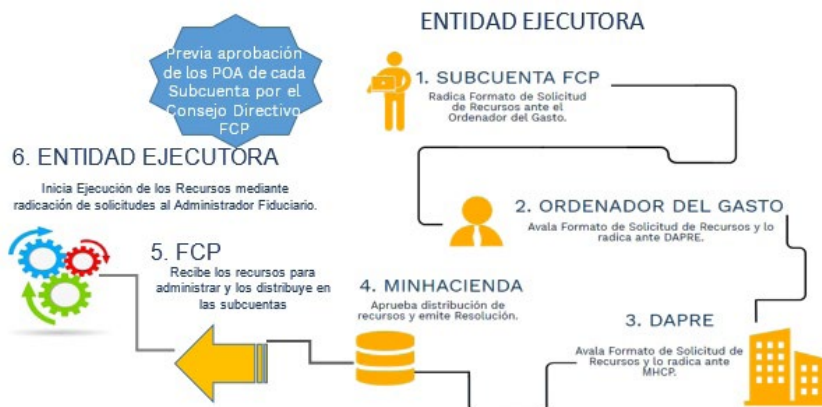 ENTIDAD EJECUTORA
Previa aprobación
de los POA de cada
Subcuenta por el
Consejo Directivo
FCP
1. SUBCUENTA FCP
Radica Formato de Solicitud
de Recursos ante el
Ordenador del Gasto.
2. ORDENADOR DEL GASTO
Avala Formato de Solicitud de Recursos y lo
radica ante DAPRE.
3. DAPRE
Avala Formato de Solicitud de
Recursos y lo radica ante
MHCP.
4. MINHACIENDA
Aprueba distribución de
recursos y emite Resolución.
5. FCP
Recibe los recursos para
administrar y los distribuye en
las subcuentas
6. ENTIDAD EJECUTORA
Inicia Ejecución de los Recursos mediante
radicación de solicitudes al Administrador Fiduciario.